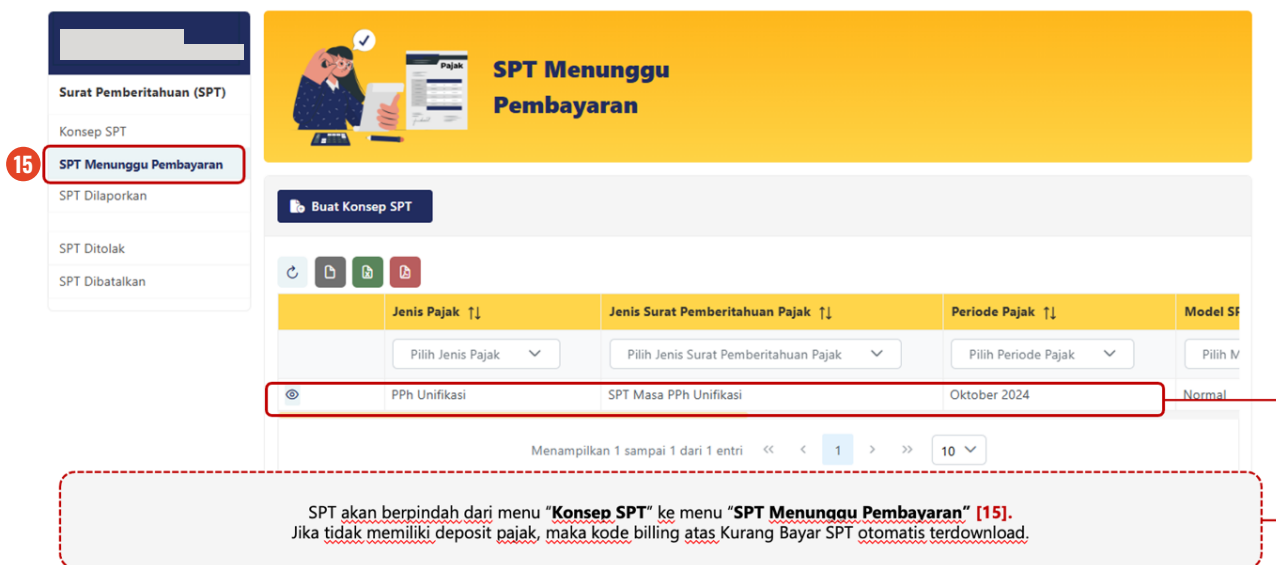 Surat Pemberitahuan (SPT)
Konsep SPT
15
SPT Menunggu Pembayaran
SPT Dilaporkan
SPT Ditolak
SPT Dibatalkan
Pajak
SPT Menunggu
Pembayaran
Buat Konsep SPT
Jenis Pajak Jenis Surat Pemberitahuan Pajak Periode Pajak Model SP
Pilih Jenis Pajak Pilih Jenis Surat Pemberitahuan Pajak Pilih Periode Pajak Pilih M
PPh Unifikasi SPT Masa PPh Unifikasi Oktober 2024 Normal
Menampilkan 1 sampai 1 dari 1 entri << < 1 > >> 10
SPT akan berpindah dari menu “Konsep SPT” ke menu “SPT Menunggu Pembayaran” [15].
Jika tidak memiliki deposit pajak, maka kode billing atas Kurang Bayar SPT otomatis terdownload.